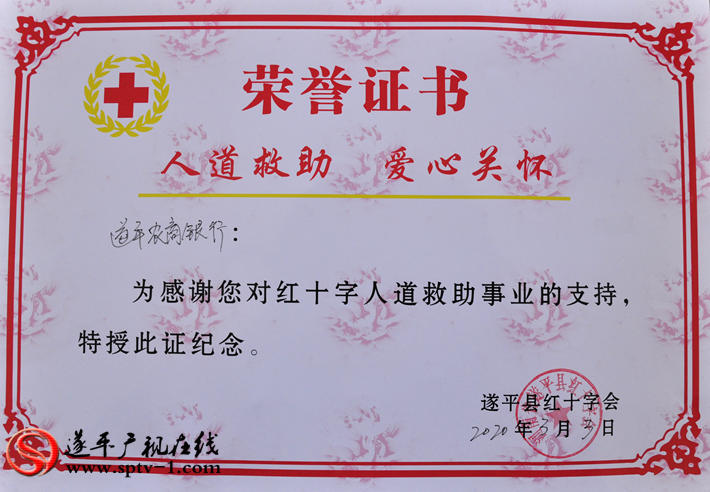 荣誉证书
人道救助 爱心关怀
遂平农商银行：
为感谢您对红十字人道救助事业的支持，
特授此证纪念。
遂平县红十字会
2020年3月3日
遂平广视在线
www.sptv-1.com